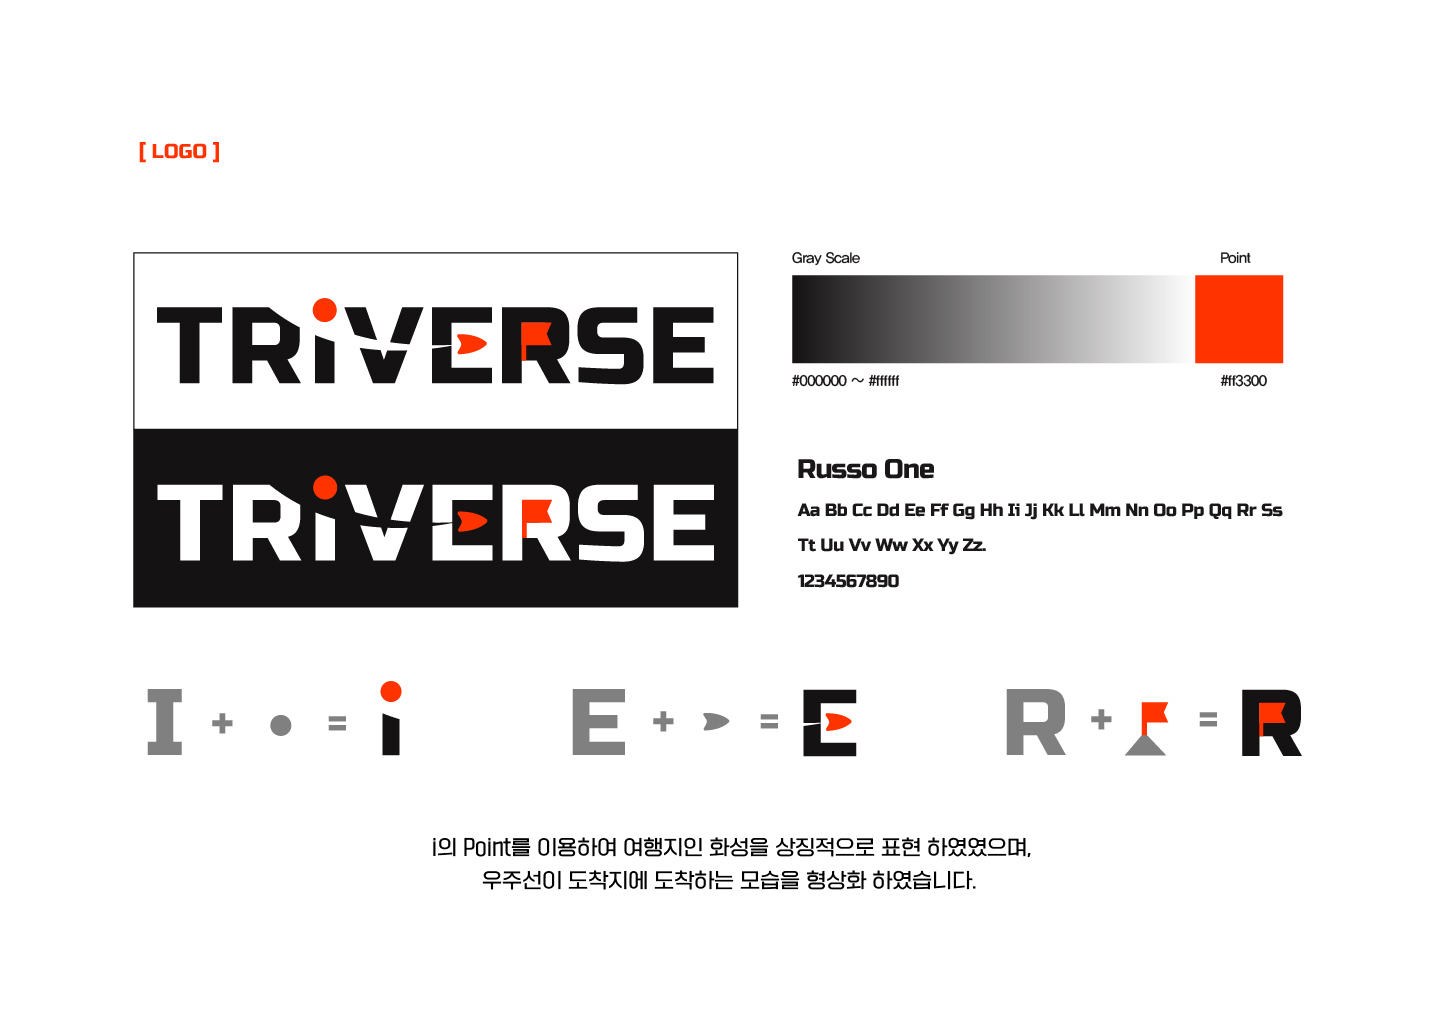 [ LOGO ]
TRiVERSE
TRiVERSE
Gray Scale
Point
#000000 ～ #ffffff
#ff3300
Russo One
Aa Bb Cc Dd Ee Ff Gg Hh Ii Jj Kk Ll Mm Nn Oo Pp Qq Rr Ss
Tt Uu Vv Ww Xx Yy Zz.
1234567890
I + = i
E + = E
R + = R
i의 Point를 이용하여 여행지인 화성을 상징적으로 표현 하였였으며,
우주선이 도착지에 도착하는 모습을 형상화 하였습니다.